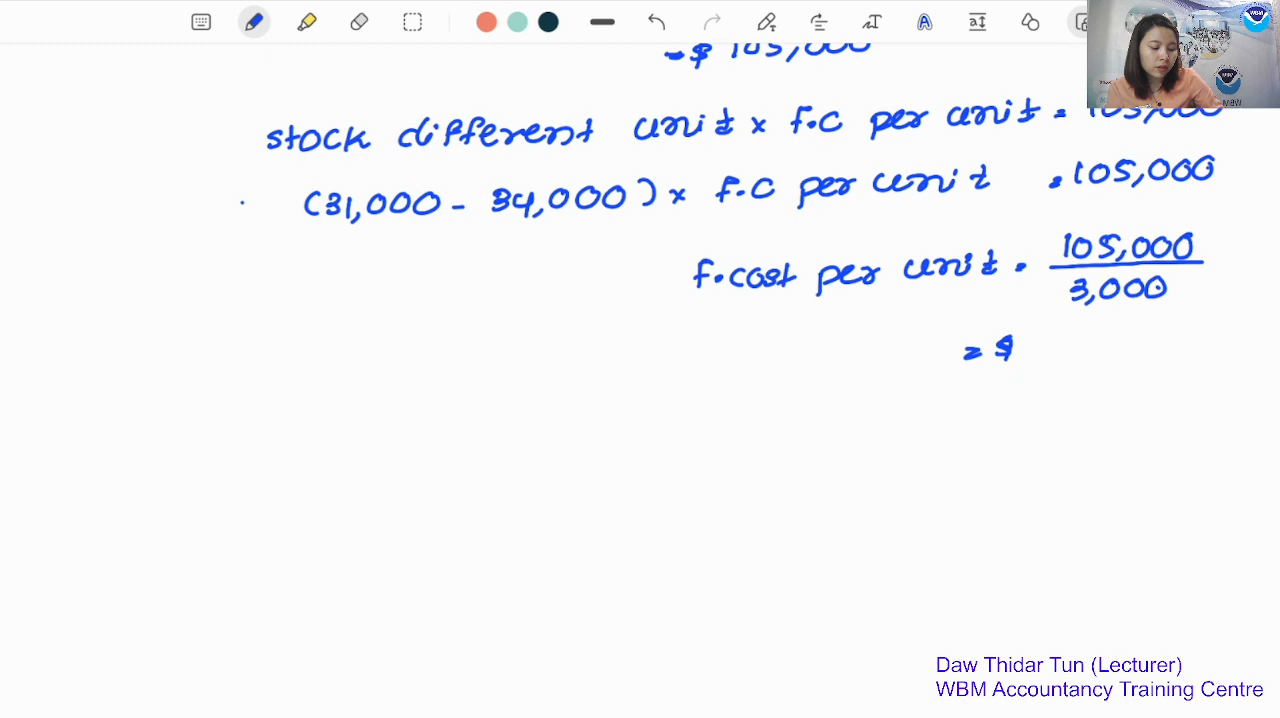 = $ 105,000
stock different unit x f.c per unit = 105,000
(31,000 - 34,000) x f.c per unit = 105,000
f.cost per unit = 105,000
3,000
= $
Daw Thidar Tun (Lecturer)
WBM Accountancy Training Centre